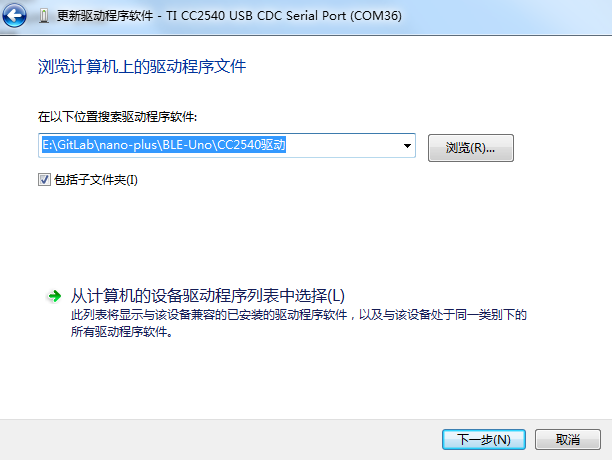 更新驱动程序软件 - TI CC2540 USB CDC Serial Port (COM36)
浏览计算机上的驱动程序文件
在以下位置搜索驱动程序软件:
E:\GitLab\nano-plus\BLE-Uno\CC2540驱动
浏览(R)...
包括子文件夹(I)
从计算机的设备驱动程序列表中选择(L)
此列表将显示与该设备兼容的已安装的驱动程序软件，以及与该设备处于同一类别下的
所有驱动程序软件。
下一步(N)
取消